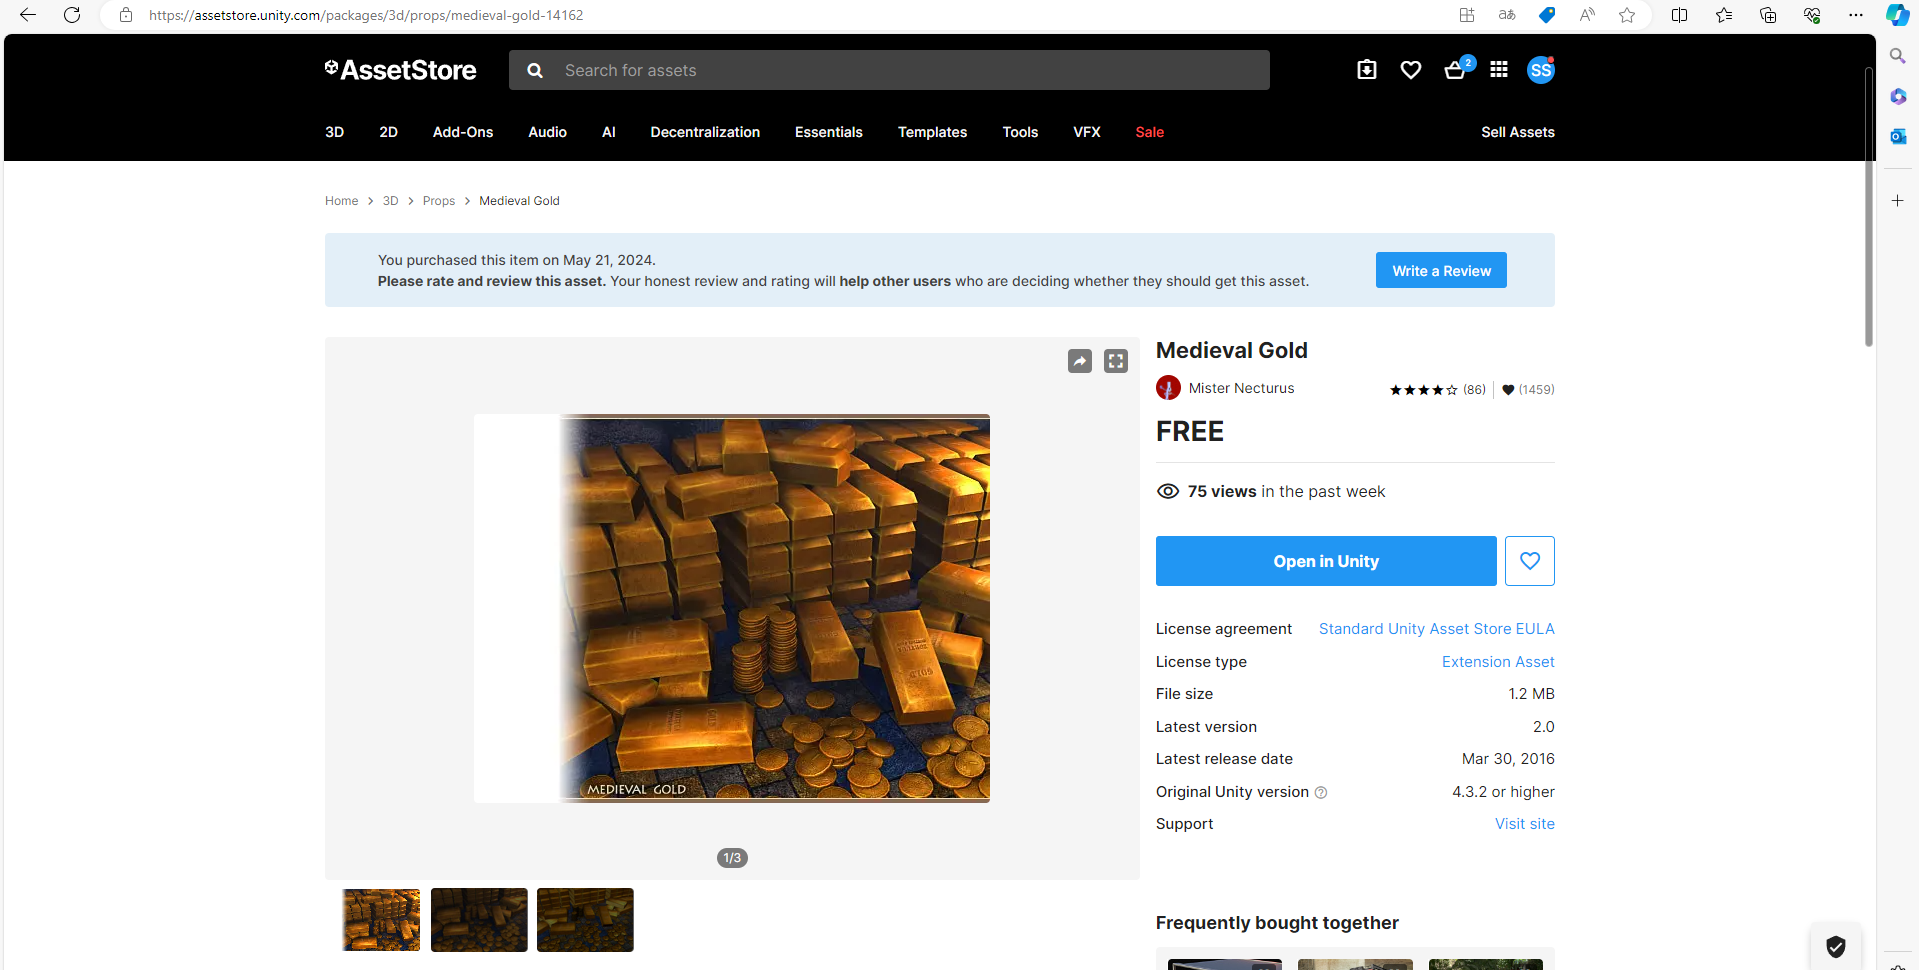 https://assetstore.unity.com/packages/3d/props/medieval-gold-14162
AssetStore
Search for assets
2
SS
3D 2D Add-Ons Audio AI Decentralization Essentials Templates Tools VFX Sale Sell Assets
Home > 3D > Props > Medieval Gold
You purchased this item on May 21, 2024.
Please rate and review this asset. Your honest review and rating will help other users who are deciding whether they should get this asset.
Write a Review
Medieval Gold
Mister Necturus
(86) (1459)
FREE
75 views in the past week
Open in Unity
License agreement Standard Unity Asset Store EULA
License type Extension Asset
File size 1.2 MB
Latest version 2.0
Latest release date Mar 30, 2016
Original Unity version 4.3.2 or higher
Support Visit site
MEDIEVAL GOLD
1/3
Frequently bought together